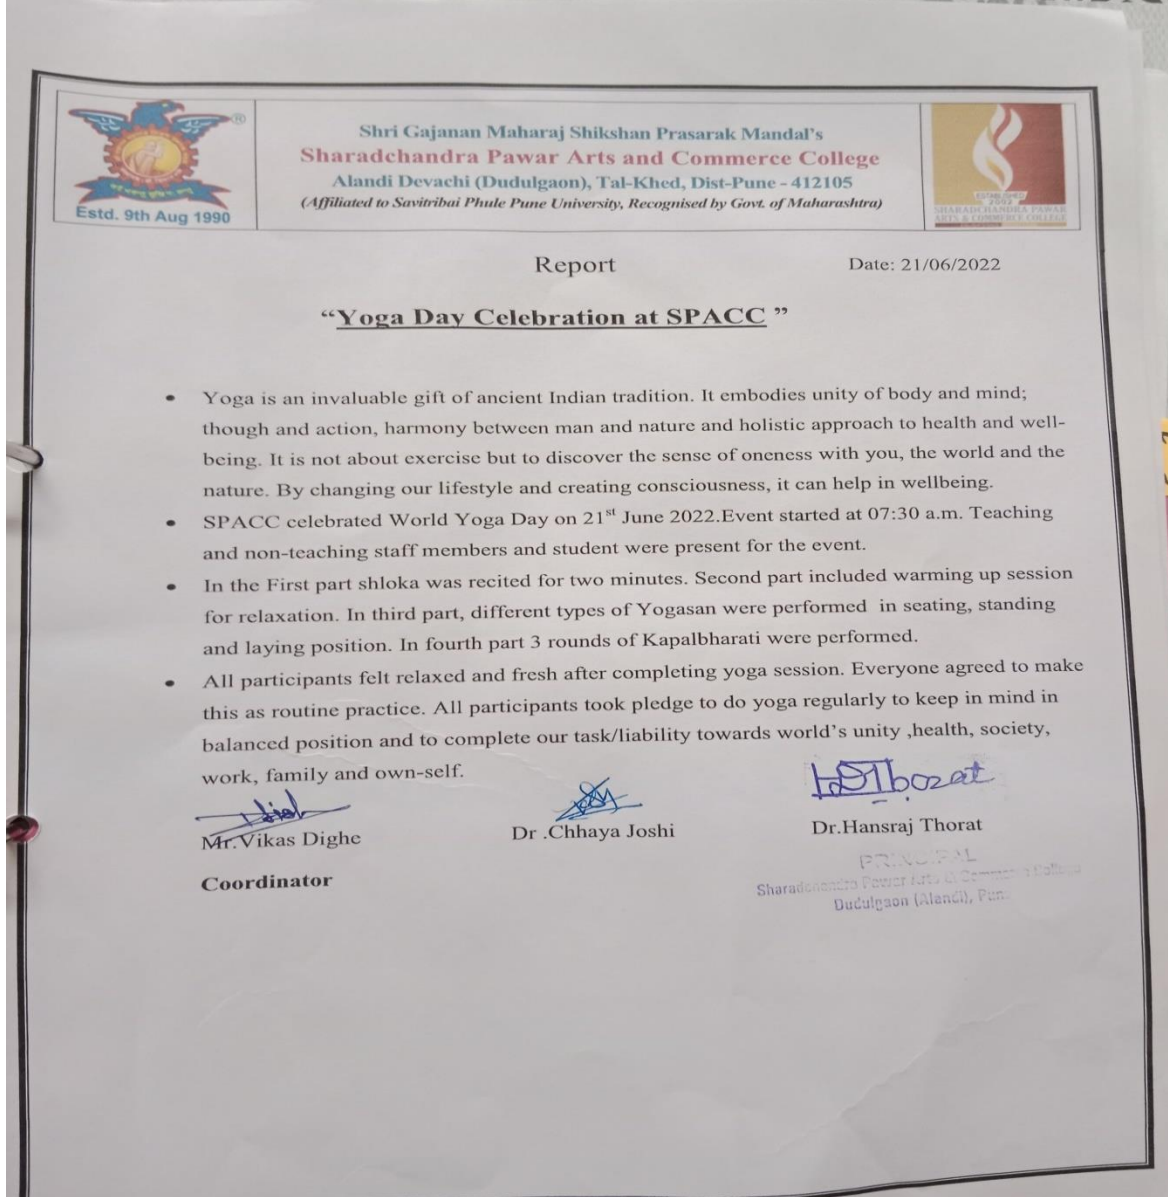 Shri Gajanan Maharaj Shikshan Prasarak Mandal's
Sharadchandra Pawar Arts and Commerce College
Alandi Devachi (Dudulgaon), Tal-Khed, Dist-Pune - 412105
(Affiliated to Savitribai Phule Pune University, Recognised by Govt. of Maharashtra)
®
Estd. 9th Aug 1990
ESTABLISHED
2002
SHARADCHANDRA PAWAR
ARTS & COMMERCE COLLEGE
Report
Date: 21/06/2022
“Yoga Day Celebration at SPACC ”
• Yoga is an invaluable gift of ancient Indian tradition. It embodies unity of body and mind;
though and action, harmony between man and nature and holistic approach to health and well-
being. It is not about exercise but to discover the sense of oneness with you, the world and the
nature. By changing our lifestyle and creating consciousness, it can help in wellbeing.
• SPACC celebrated World Yoga Day on 21st June 2022.Event started at 07:30 a.m. Teaching
and non-teaching staff members and student were present for the event.
• In the First part shloka was recited for two minutes. Second part included warming up session
for relaxation. In third part, different types of Yogasan were performed in seating, standing
and laying position. In fourth part 3 rounds of Kapalbharati were performed.
• All participants felt relaxed and fresh after completing yoga session. Everyone agreed to make
this as routine practice. All participants took pledge to do yoga regularly to keep in mind in
balanced position and to complete our task/liability towards world's unity ,health, society,
work, family and own-self.
Mr.Vikas Dighe
Dr .Chhaya Joshi
Dr.Hansraj Thorat
Coordinator
PRINCIPAL
Sharadchandra Pawar Arts & Commerce College
Dudulgaon (Alandi), Pune